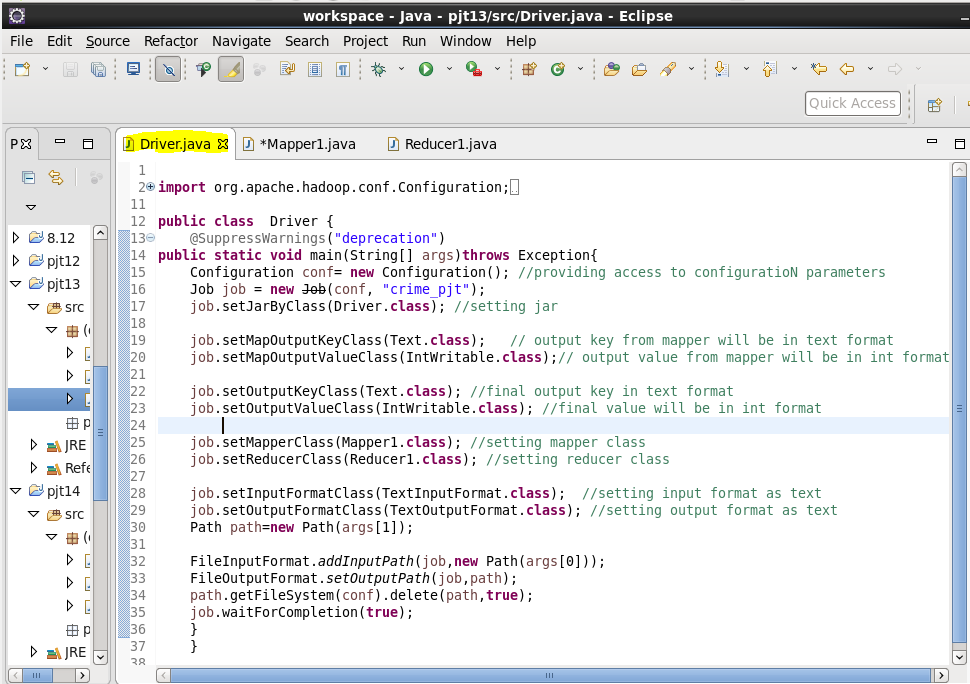 workspace - Java - pjt13/src/Driver.java - Eclipse
File Edit Source Refactor Navigate Search Project Run Window Help
Quick Access
P Driver.java *Mapper1.java Reducer1.java
8.12
pjt12
pjt13
src
(
p
JRE
Refe
pjt14
src
(
p
JRE
1
2 import org.apache.hadoop.conf.Configuration;
11
12 public class  Driver {
13     @SuppressWarnings("deprecation")
14 public static void main(String[] args)throws Exception{
15     Configuration conf= new Configuration(); //providing access to configuratioN parameters
16     Job job = new Job(conf, "crime_pjt");
17     job.setJarByClass(Driver.class); //setting jar
18
19     job.setMapOutputKeyClass(Text.class);   // output key from mapper will be in text format
20     job.setMapOutputValueClass(IntWritable.class);// output value from mapper will be in int format
21
22     job.setOutputKeyClass(Text.class); //final output key in text format
23     job.setOutputValueClass(IntWritable.class); //final value will be in int format
24
25     job.setMapperClass(Mapper1.class); //setting mapper class
26     job.setReducerClass(Reducer1.class); //setting reducer class
27
28     job.setInputFormatClass(TextInputFormat.class);  //setting input format as text
29     job.setOutputFormatClass(TextOutputFormat.class); //setting output format as text
30     Path path=new Path(args[1]);
31
32     FileInputFormat.addInputPath(job,new Path(args[0]));
33     FileOutputFormat.setOutputPath(job,path);
34     path.getFileSystem(conf).delete(path,true);
35     job.waitForCompletion(true);
36     }
37     }
38